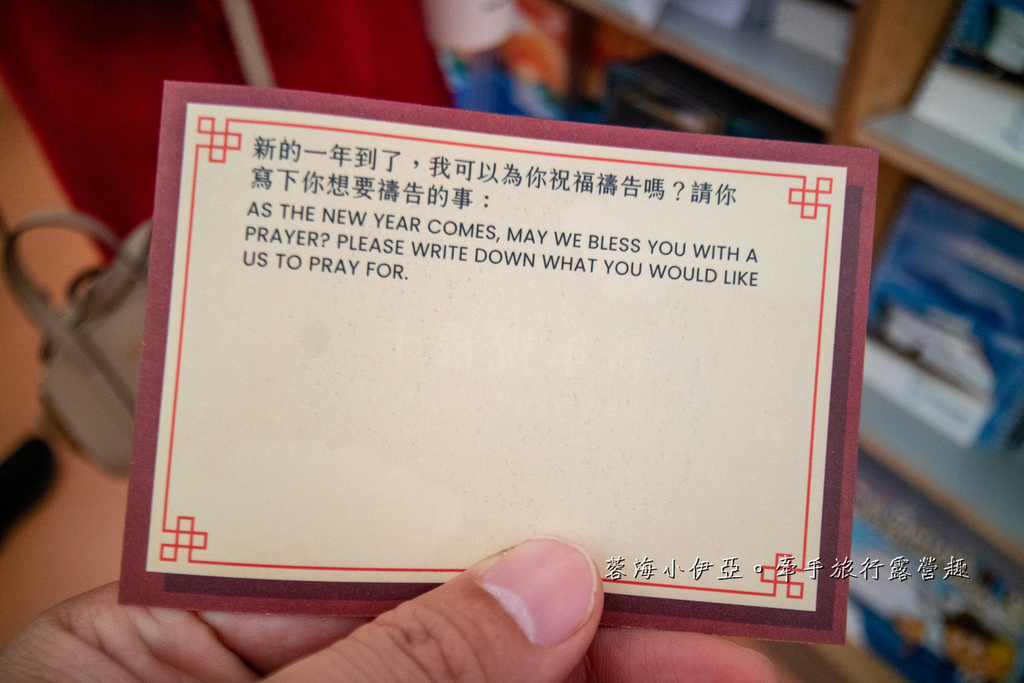 新的一年到了，我可以為你祝福禱告嗎？請你
寫下你想要禱告的事：
AS THE NEW YEAR COMES, MAY WE BLESS YOU WITH A
PRAYER? PLEASE WRITE DOWN WHAT YOU WOULD LIKE
US TO PRAY FOR.
蓉海小伊亞。牽手旅行露營趣